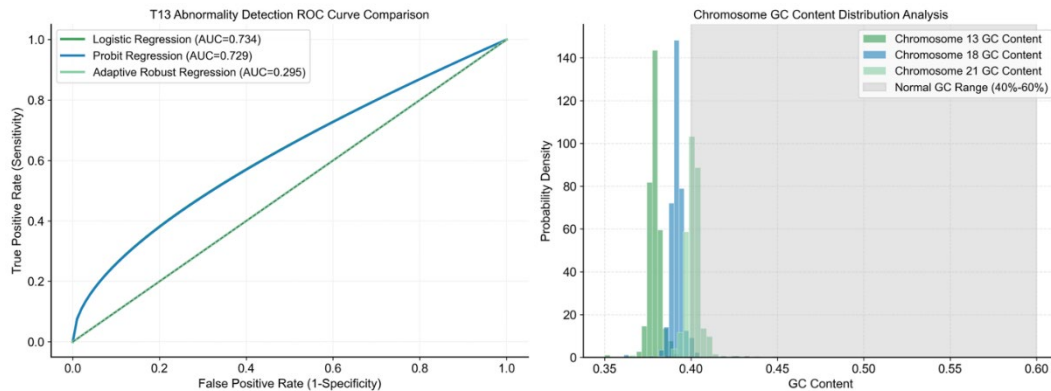 T13 Abnormality Detection ROC Curve Comparison
1.0
0.8
0.6
0.4
0.2
0.0
True Positive Rate (Sensitivity)
Logistic Regression (AUC=0.734)
Probit Regression (AUC=0.729)
Adaptive Robust Regression (AUC=0.295)
0.0 0.2 0.4 0.6 0.8 1.0
False Positive Rate (1-Specificity)
Chromosome GC Content Distribution Analysis
140
120
100
80
60
40
20
0
Probability Density
Chromosome 13 GC Content
Chromosome 18 GC Content
Chromosome 21 GC Content
Normal GC Range (40%-60%)
0.35 0.40 0.45 0.50 0.55 0.60
GC Content